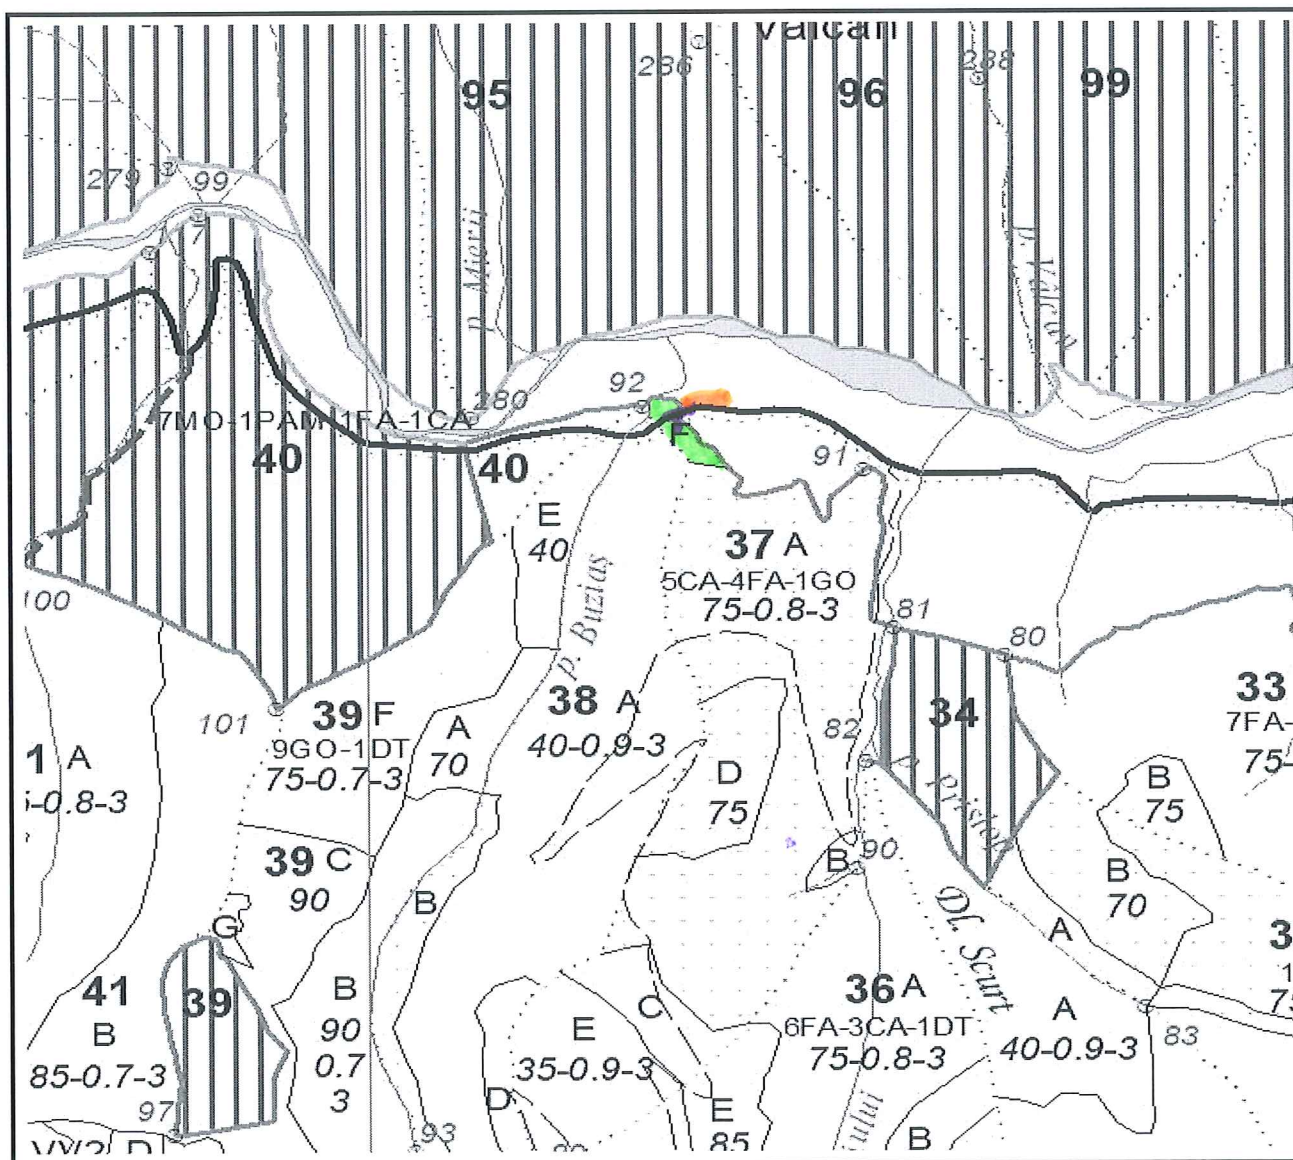 Valcan
286
288
95
96
99
279
99
7
p. Mierii
p. Vâlcan
280
92
7MO-1PAM-1FA-1CA
40
40
F
91
E
40
37 A
5CA-4FA-1GO
75-0.8-3
100
p. Buzias
81
80
101
39 F
9GO-1DT
75-0.7-3
A
70
38 A
40-0.9-3
82
34
33
7FA-
75-
1 A
-0.8-3
D
75
B
75
39 C
90
B
B
90
B
70
G
Dl. Scurt
A
41
39
B
85-0.7-3
B
90
0.7
3
E
35-0.9-3
C
36 A
6FA-3CA-1DT
75-0.8-3
A
40-0.9-3
83
3
1
75
97
93
D
E
85
ului
B
D